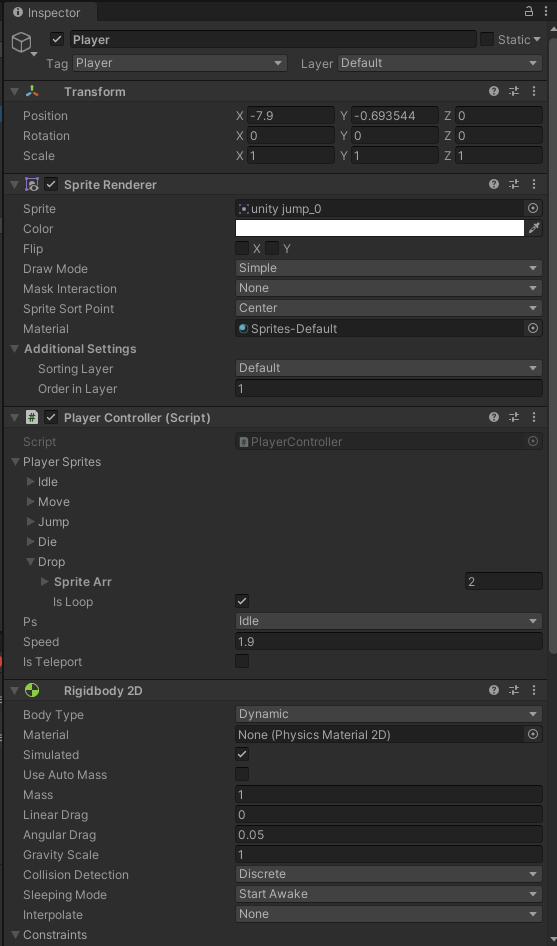 Inspector
Player
Static
Tag Player Layer Default
Transform
Position X -7.9 Y -0.693544 Z 0
Rotation X 0 Y 0 Z 0
Scale X 1 Y 1 Z 1
Sprite Renderer
Sprite unity jump_0
Color
Flip X Y
Draw Mode Simple
Mask Interaction None
Sprite Sort Point Center
Material Sprites-Default
Additional Settings
Sorting Layer Default
Order in Layer 1
# Player Controller (Script)
Script # PlayerController
Player Sprites
Idle
Move
Jump
Die
Drop
Sprite Arr 2
Is Loop
Ps Idle
Speed 1.9
Is Teleport
Rigidbody 2D
Body Type Dynamic
Material None (Physics Material 2D)
Simulated
Use Auto Mass
Mass 1
Linear Drag 0
Angular Drag 0.05
Gravity Scale 1
Collision Detection Discrete
Sleeping Mode Start Awake
Interpolate None
Constraints